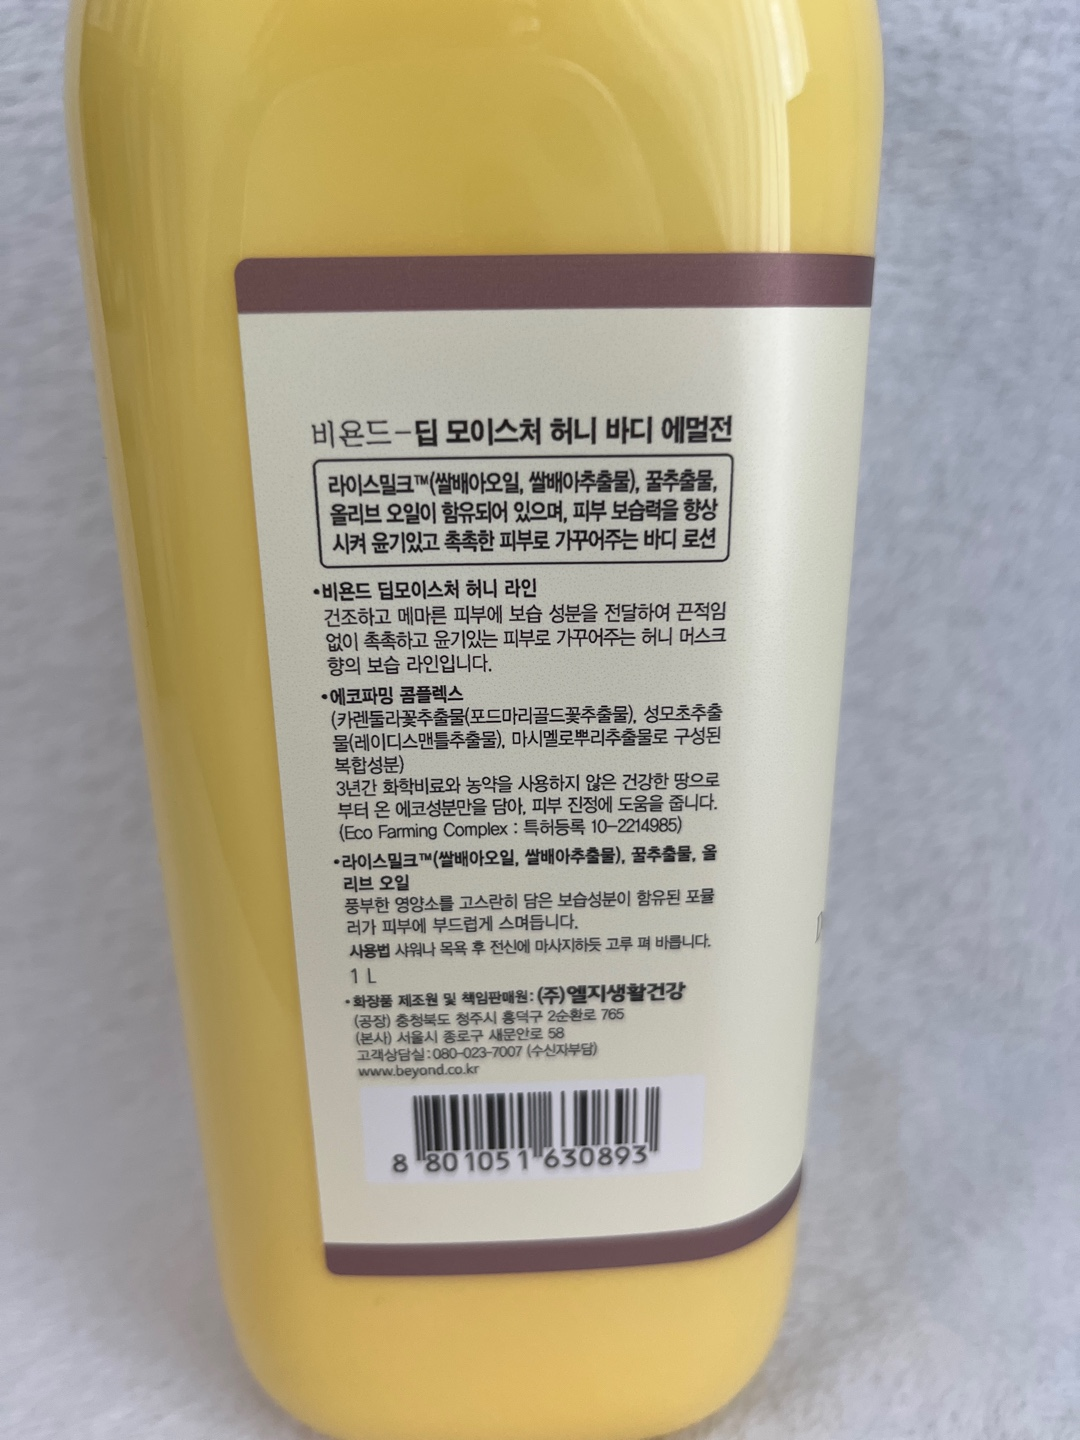 비욘드-딥 모이스처 허니 바디 에멀전
라이스밀크™(쌀배아오일, 쌀배아추출물), 꿀추출물,
올리브 오일이 함유되어 있으며, 피부 보습력을 향상
시켜 윤기있고 촉촉한 피부로 가꾸어주는 바디 로션
•비욘드 딥모이스처 허니 라인
건조하고 메마른 피부에 보습 성분을 전달하여 끈적임
없이 촉촉하고 윤기있는 피부로 가꾸어주는 허니 머스크
향의 보습 라인입니다.
•에코파밍 콤플렉스
(카렌둘라꽃추출물(포드마리골드꽃추출물), 성모초추출
물(레이디스맨틀추출물), 마시멜로뿌리추출물로 구성된
복합성분)
3년간 화학비료와 농약을 사용하지 않은 건강한 땅으로
부터 온 에코성분만을 담아, 피부 진정에 도움을 줍니다.
(Eco Farming Complex : 특허등록 10-2214985)
•라이스밀크™(쌀배아오일, 쌀배아추출물), 꿀추출물, 올
리브 오일
풍부한 영양소를 고스란히 담은 보습성분이 함유된 포뮬
러가 피부에 부드럽게 스며듭니다.
사용법 샤워나 목욕 후 전신에 마사지하듯 고루 펴 바릅니다.
1 L
•화장품 제조원 및 책임판매원: (주)엘지생활건강
(공장) 충청북도 청주시 흥덕구 2순환로 765
(본사) 서울시 종로구 새문안로 58
고객상담실:080-023-7007 (수신자부담)
www.beyond.co.kr
8 801051 630893